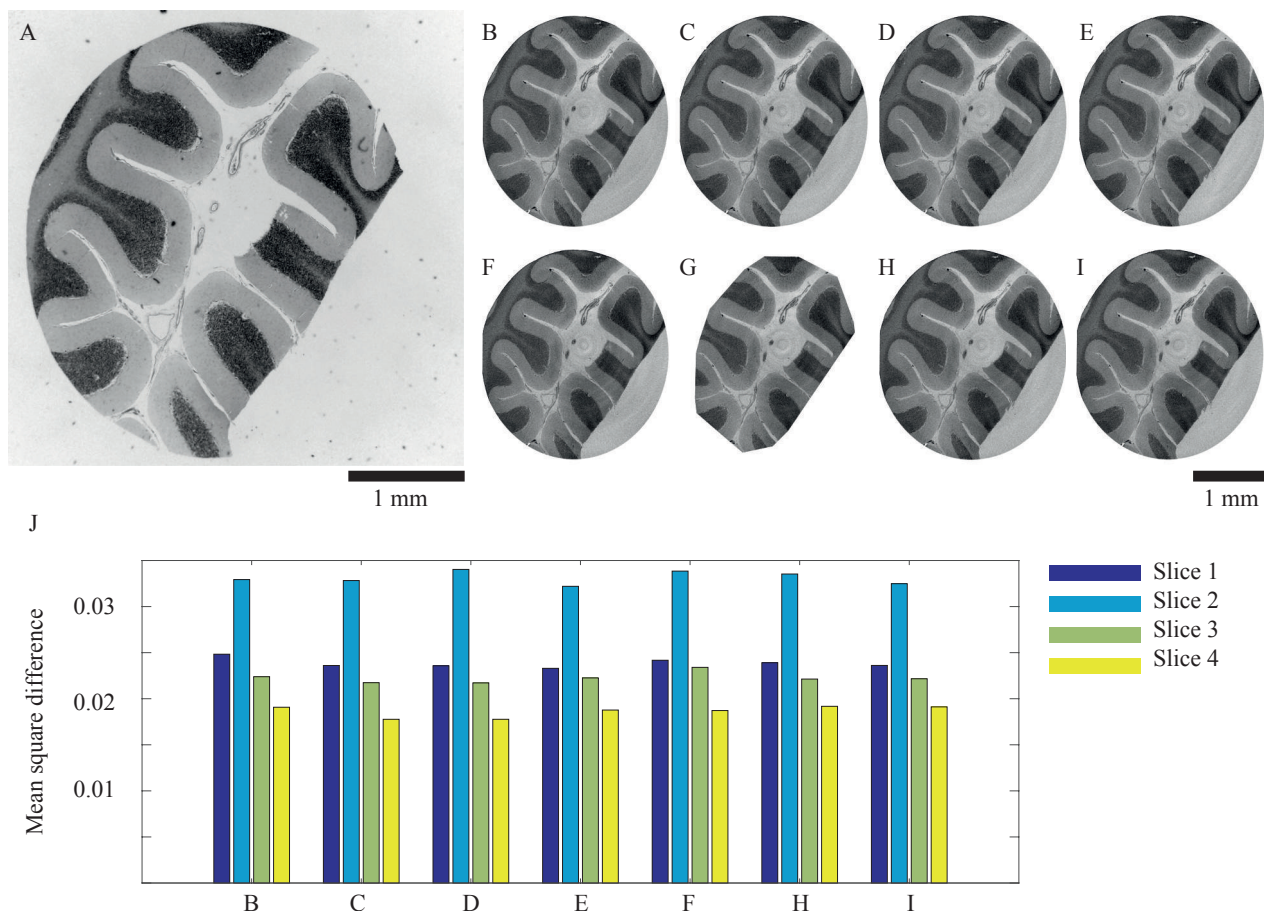 A
B
C
D
E
F
G
H
I
1 mm
1 mm
J
Mean square difference
0.03
0.02
0.01
B
C
D
E
F
H
I
Slice 1
Slice 2
Slice 3
Slice 4